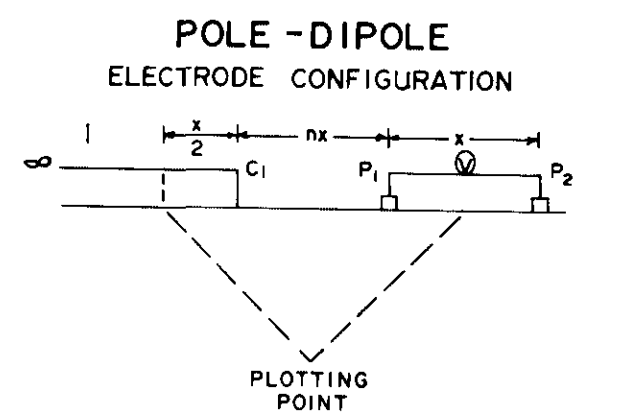 POLE - DIPOLE
ELECTRODE CONFIGURATION
I
x
2
nx
x
∞
C1
P1
V
P2
PLOTTING
POINT